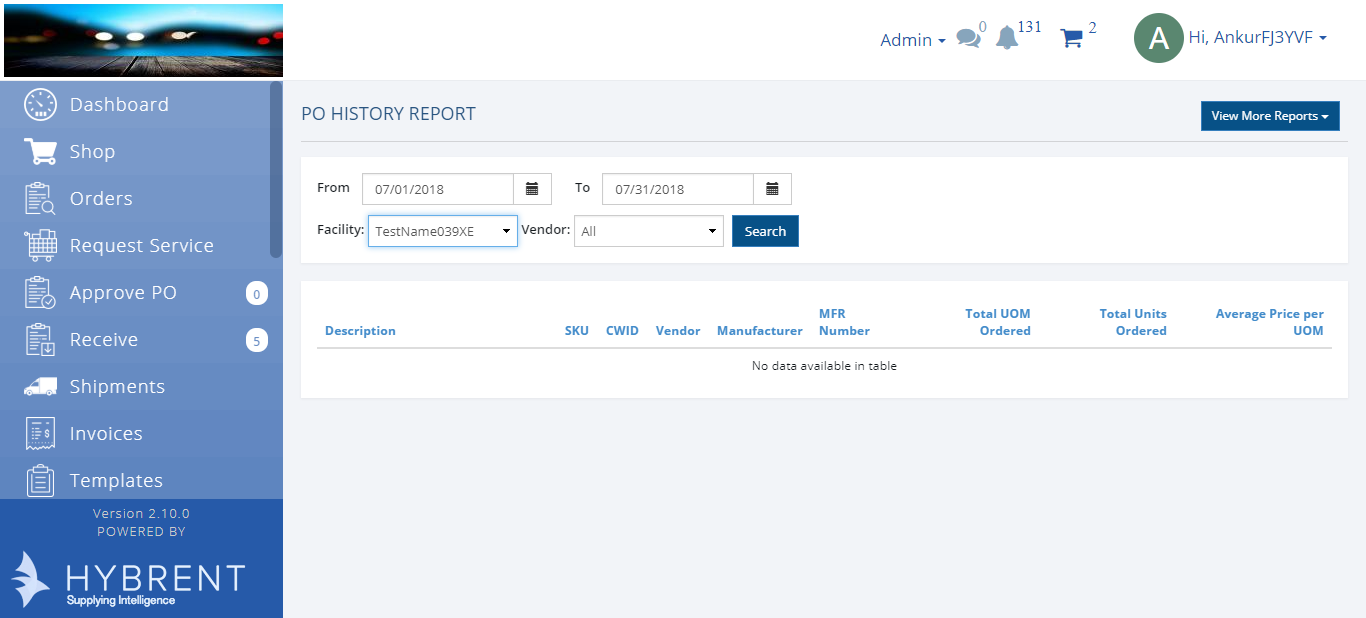 Admin
0
131
2
A
Hi, AnkurFJ3YVF
Dashboard
Shop
Orders
Request Service
Approve PO 0
Receive 5
Shipments
Invoices
Templates
Version 2.10.0
POWERED BY
HYBRENT
Supplying Intelligence
PO HISTORY REPORT
View More Reports
From 07/01/2018 To 07/31/2018
Facility: TestName039XE Vendor: All Search
Description SKU CWID Vendor Manufacturer MFR Number Total UOM Ordered Total Units Ordered Average Price per UOM
No data available in table